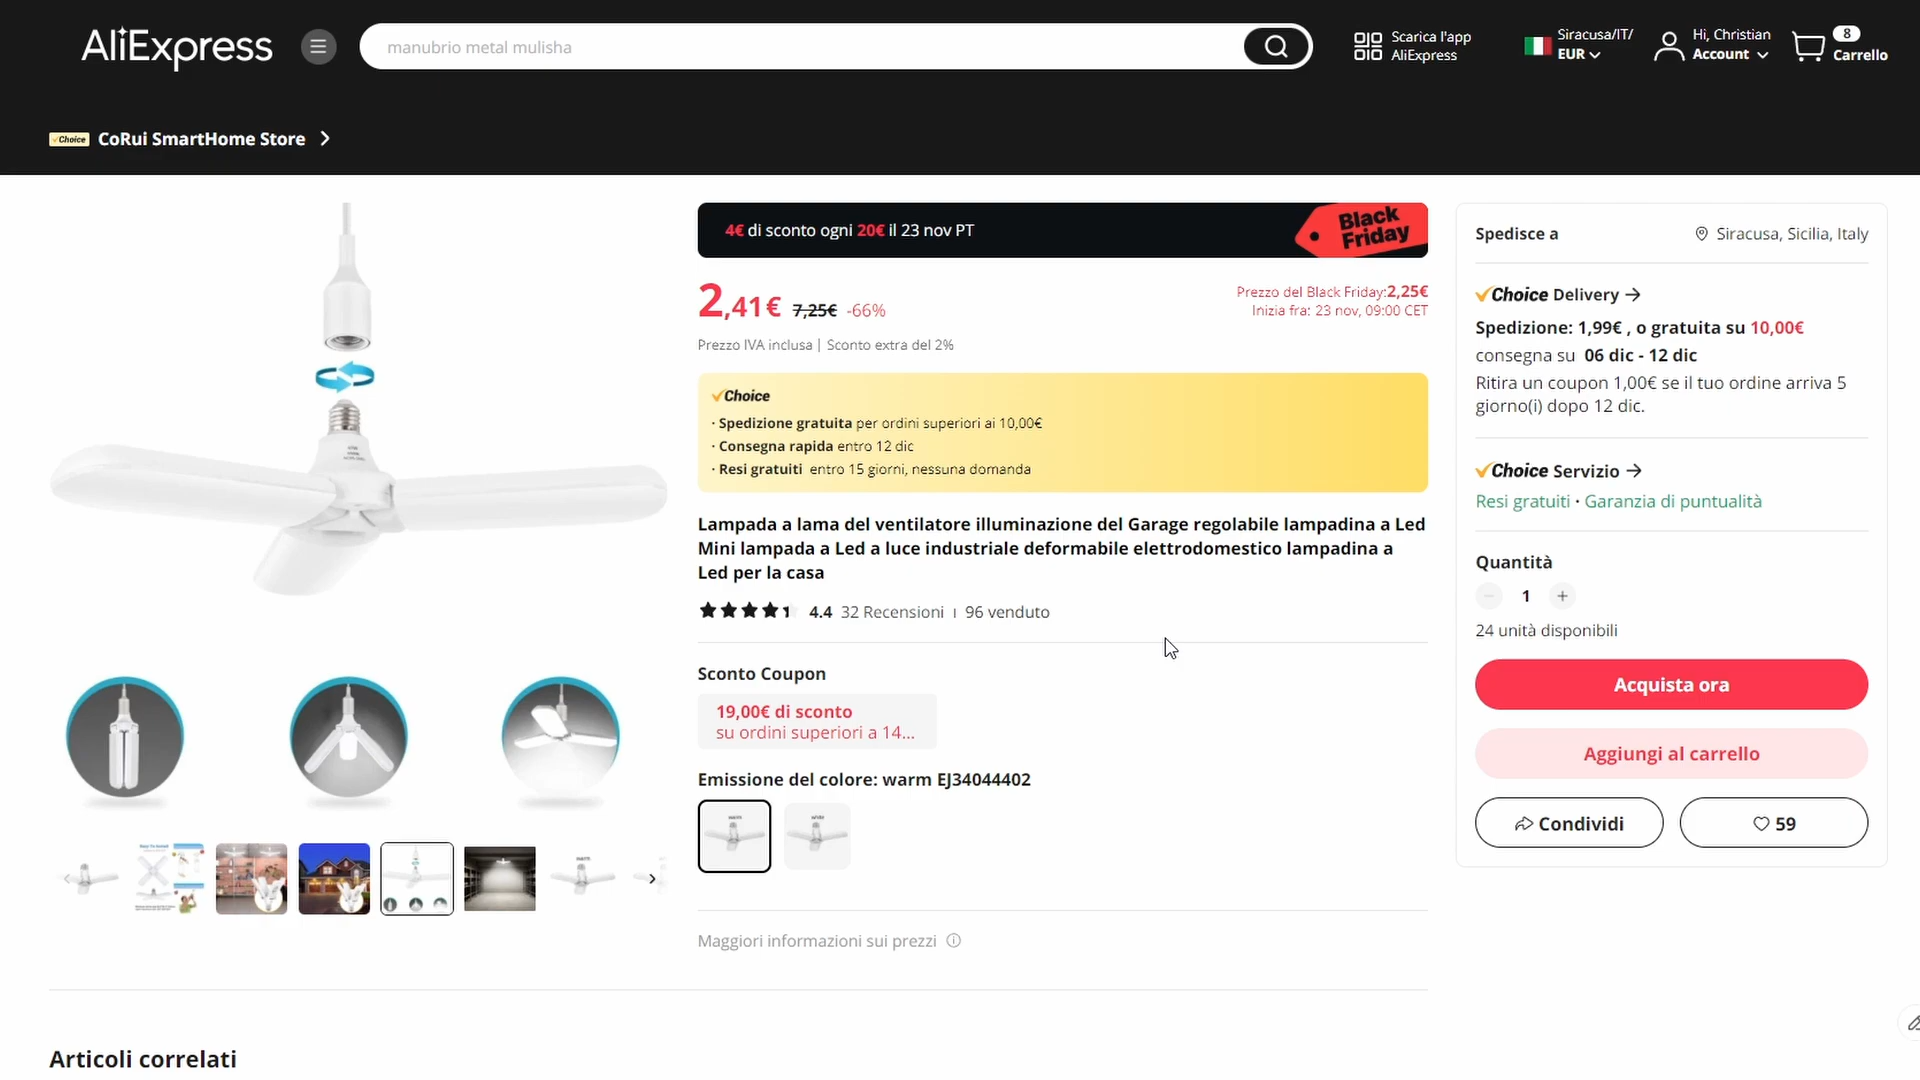 AliExpress
manubrio metal mulisha
Scarica l'app
AliExpress
Siracusa/IT/
EUR
Hi, Christian
Account
8
Carrello
Choice
CoRui SmartHome Store
4€ di sconto ogni 20€ il 23 nov PT
Black
Friday
2,41€ 7,25€ -66%
Prezzo del Black Friday:2,25€
Inizia fra: 23 nov, 09:00 CET
Prezzo IVA inclusa | Sconto extra del 2%
Choice
· Spedizione gratuita per ordini superiori ai 10,00€
· Consegna rapida entro 12 dic
· Resi gratuiti entro 15 giorni, nessuna domanda
Lampada a lama del ventilatore illuminazione del Garage regolabile lampadina a Led
Mini lampada a Led a luce industriale deformabile elettrodomestico lampadina a
Led per la casa
4.4 32 Recensioni | 96 venduto
Sconto Coupon
19,00€ di sconto
su ordini superiori a 14...
Emissione del colore: warm EJ34044402
Maggiori informazioni sui prezzi
Spedisce a
Siracusa, Sicilia, Italy
Choice Delivery
Spedizione: 1,99€ , o gratuita su 10,00€
consegna su 06 dic - 12 dic
Ritira un coupon 1,00€ se il tuo ordine arriva 5
giorno(i) dopo 12 dic.
Choice Servizio
Resi gratuiti · Garanzia di puntualità
Quantità
1
24 unità disponibili
Acquista ora
Aggiungi al carrello
Condividi
59
Articoli correlati